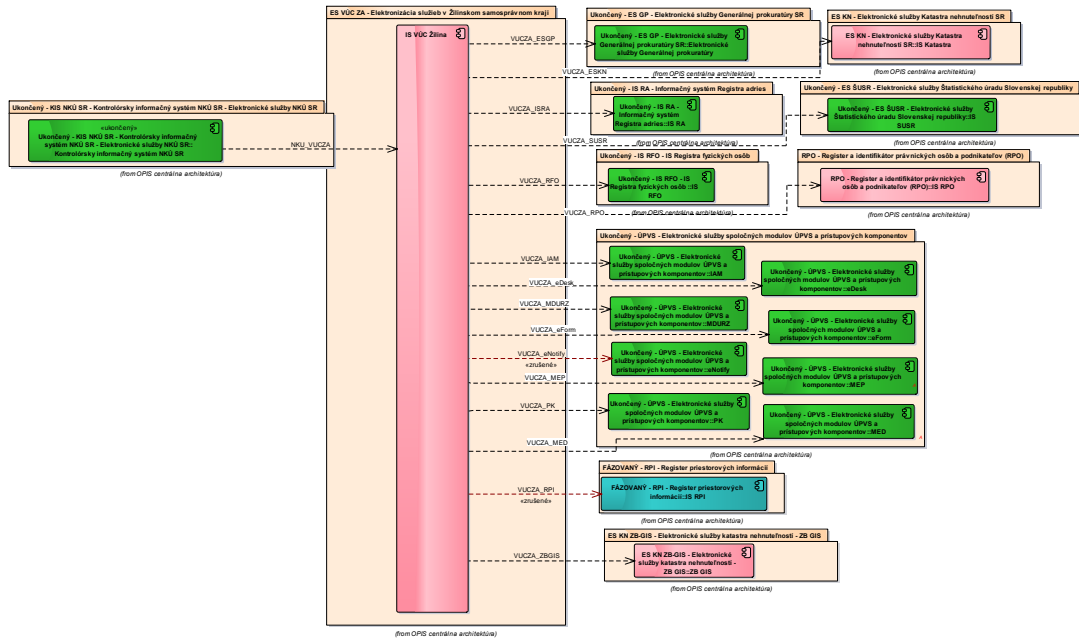 ES VÚC ZA - Elektronizácia služieb v Žilinskom samosprávnom kraji
IS VÚC Žilina
(from OPIS centrálna architektúra)
Ukončený - KIS NKÚ SR - Kontrolórsky informačný systém NKÚ SR - Elektronické služby NKÚ SR
«ukončený»
Ukončený - KIS NKÚ SR - Kontrolórsky informačný
systém NKÚ SR - Elektronické služby NKÚ SR::
Kontrolórsky informačný systém NKÚ SR
(from OPIS centrálna architektúra)
NKU_VUCZA
VUCZA_ESGP
Ukončený - ES GP - Elektronické služby Generálnej prokuratúry SR
Ukončený - ES GP - Elektronické služby
Generálnej prokuratúry SR::Elektronické
služby Generálnej prokuratúry
(from OPIS centrálna architektúra)
VUCZA_ESKN
ES KN - Elektronické služby Katastra nehnuteľností SR
ES KN - Elektronické služby Katastra
nehnuteľností SR::IS Katastra
(from OPIS centrálna architektúra)
VUCZA_ISRA
Ukončený - IS RA - Informačný systém Registra adries
Ukončený - IS RA -
Informačný systém
Registra adries::IS RA
(from OPIS centrálna architektúra)
VUCZA_SUSR
Ukončený - ES ŠUSR - Elektronické služby Štatistického úradu Slovenskej republiky
Ukončený - ES ŠUSR - Elektronické služby
Štatistického úradu Slovenskej republiky::IS
SUSR
(from OPIS centrálna architektúra)
VUCZA_RFO
Ukončený - IS RFO - IS Registra fyzických osôb
Ukončený - IS RFO - IS
Registra fyzických osôb ::IS
RFO
(from OPIS centrálna architektúra)
VUCZA_RPO
RPO - Register a identifikátor právnických osôb a podnikateľov (RPO)
RPO - Register a identifikátor právnických
osôb a podnikateľov (RPO)::IS RPO
(from OPIS centrálna architektúra)
Ukončený - ÚPVS - Elektronické služby spoločných modulov ÚPVS a prístupových komponentov
VUCZA_IAM
Ukončený - ÚPVS - Elektronické
služby spoločných modulov ÚPVS a
prístupových komponentov::IAM
VUCZA_eDesk
Ukončený - ÚPVS - Elektronické služby
spoločných modulov ÚPVS a prístupových
komponentov::eDesk
VUCZA_MDURZ
Ukončený - ÚPVS - Elektronické
služby spoločných modulov ÚPVS a
prístupových komponentov::MDURZ
VUCZA_eForm
Ukončený - ÚPVS - Elektronické služby
spoločných modulov ÚPVS a
prístupových komponentov::eForm
VUCZA_eNotify
«zrušené»
Ukončený - ÚPVS - Elektronické
služby spoločných modulov ÚPVS a
prístupových komponentov::eNotify
VUCZA_MEP
Ukončený - ÚPVS - Elektronické služby
spoločných modulov ÚPVS a prístupových
komponentov::MEP
VUCZA_PK
Ukončený - ÚPVS - Elektronické služby
spoločných modulov ÚPVS a
prístupových komponentov::PK
VUCZA_MED
Ukončený - ÚPVS - Elektronické služby
spoločných modulov ÚPVS a
prístupových komponentov::MED
(from OPIS centrálna architektúra)
VUCZA_RPI
«zrušené»
FÁZOVANÝ - RPI - Register priestorových informácií
FÁZOVANÝ - RPI - Register priestorových
informácií::IS RPI
(from OPIS centrálna architektúra)
VUCZA_ZBGIS
ES KN ZB-GIS - Elektronické služby katastra nehnuteľností - ZB GIS
ES KN ZB-GIS - Elektronické
služby katastra nehnuteľností -
ZB GIS::ZB GIS
(from OPIS centrálna architektúra)